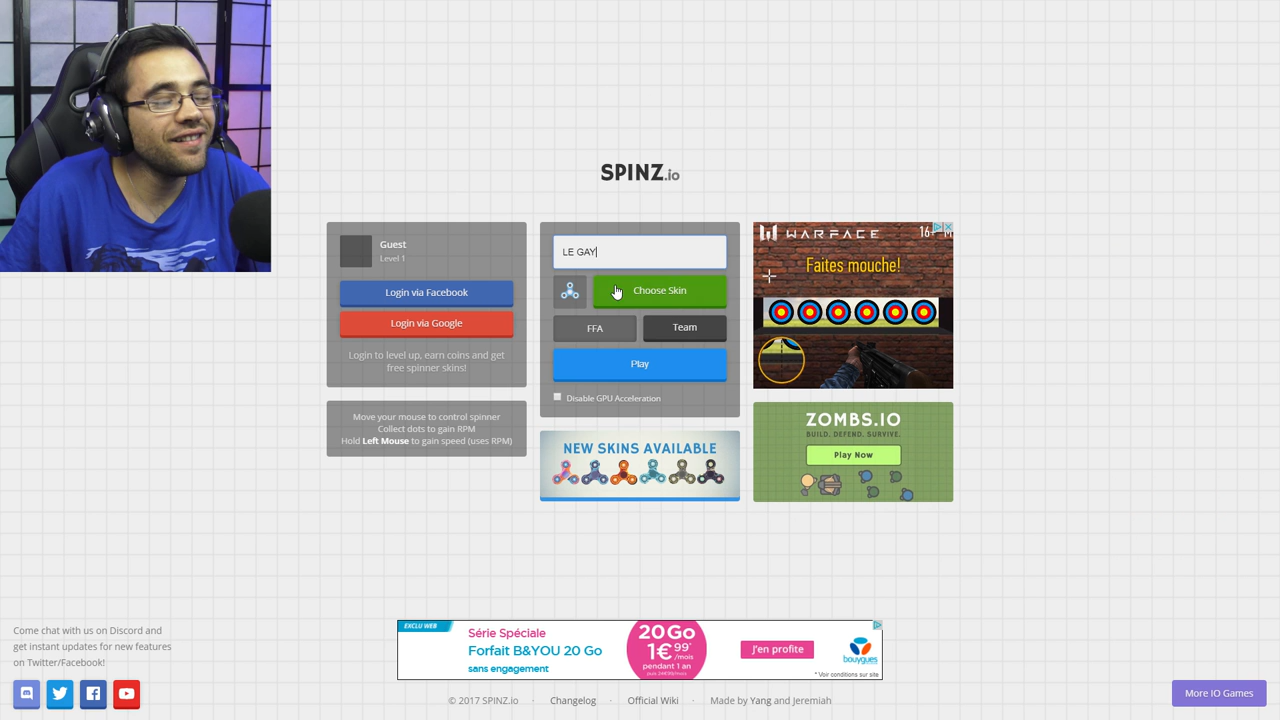 SPINZ.io
Guest
Level 1
Login via Facebook
Login via Google
Login to level up, earn coins and get
free spinner skins!
Move your mouse to control spinner
Collect dots to gain RPM
Hold Left Mouse to gain speed (uses RPM)
LE GAY
Choose Skin
FFA
Team
Play
Disable GPU Acceleration
NEW SKINS AVAILABLE
WARFACE
16+
Faites mouche!
ZOMBS.IO
BUILD. DEFEND. SURVIVE.
Play Now
Come chat with us on Discord and
get instant updates for new features
on Twitter/Facebook!
EXCLU WEB
Série Spéciale
Forfait B&YOU 20 Go
sans engagement
20Go
1€99*
/mois
pendant 1 an
J'en profite
bouygues
* Voir conditions sur site
© 2017 SPINZ.io · Changelog · Official Wiki · Made by Yang and Jeremiah
More IO Games